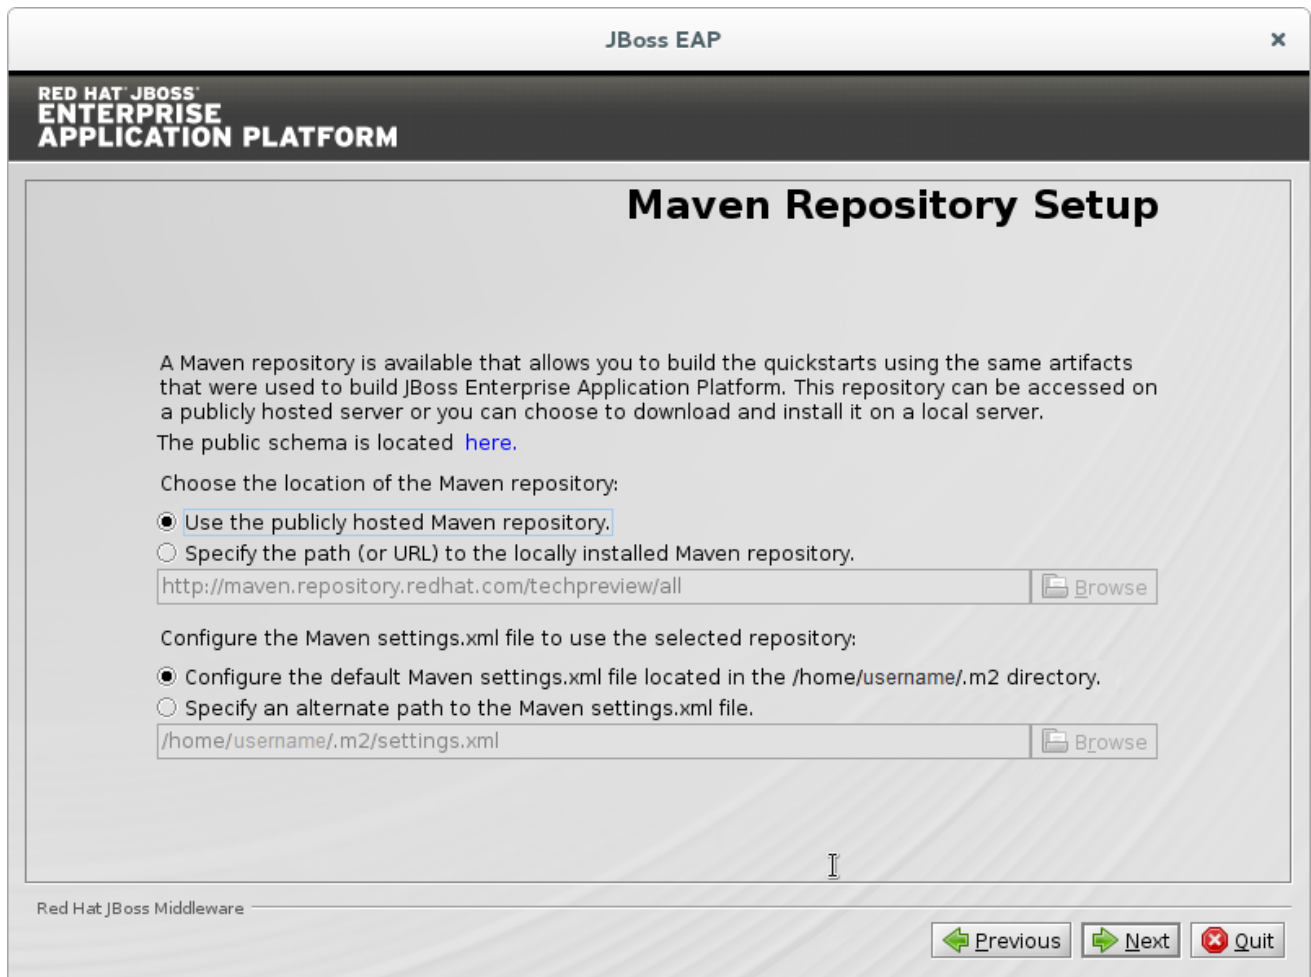 JBoss EAP
RED HAT JBOSS
ENTERPRISE
APPLICATION PLATFORM
Maven Repository Setup
A Maven repository is available that allows you to build the quickstarts using the same artifacts
that were used to build JBoss Enterprise Application Platform. This repository can be accessed on
a publicly hosted server or you can choose to download and install it on a local server.
The public schema is located here.
Choose the location of the Maven repository:
Use the publicly hosted Maven repository.
Specify the path (or URL) to the locally installed Maven repository.
http://maven.repository.redhat.com/techpreview/all Browse
Configure the Maven settings.xml file to use the selected repository:
Configure the default Maven settings.xml file located in the /home/username/.m2 directory.
Specify an alternate path to the Maven settings.xml file.
/home/username/.m2/settings.xml Browse
Red Hat JBoss Middleware
Previous Next Quit